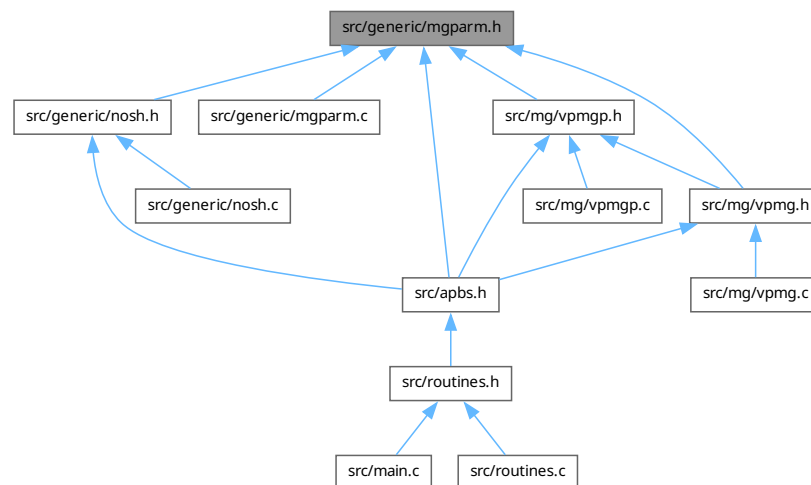 src/generic/mgparm.h
src/generic/nosh.h
src/generic/mgparm.c
src/mg/vpmgp.h
src/generic/nosh.c
src/mg/vpmgp.c
src/mg/vpmg.h
src/apbs.h
src/mg/vpmg.c
src/routines.h
src/main.c
src/routines.c